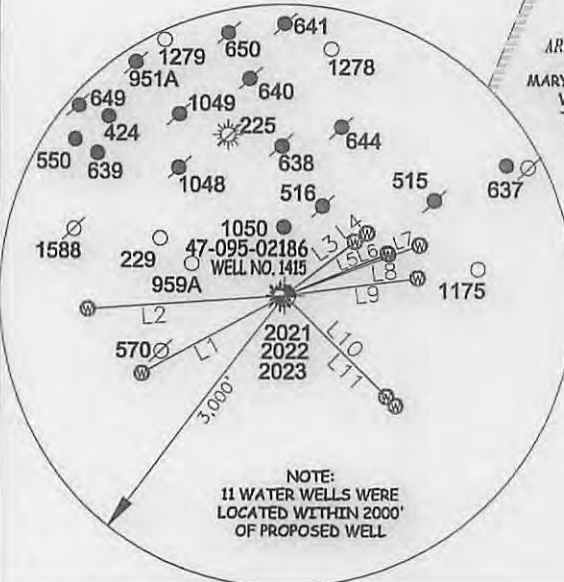 641
650
1279
1278
951A
640
AR
MARY
649
1049
424
225
644
550
639
638
637
1048
516
515
1050
1588
229
47-095-02186
WELL NO. 1415
959A
L3
L4
L5
L6
L7
L8
L9
1175
L2
L1
570
2021
2022
2023
L10
L11
3,000'
NOTE:
11 WATER WELLS WERE
LOCATED WITHIN 2000'
OF PROPOSED WELL
W
W
W
W
W
W
W
W
W